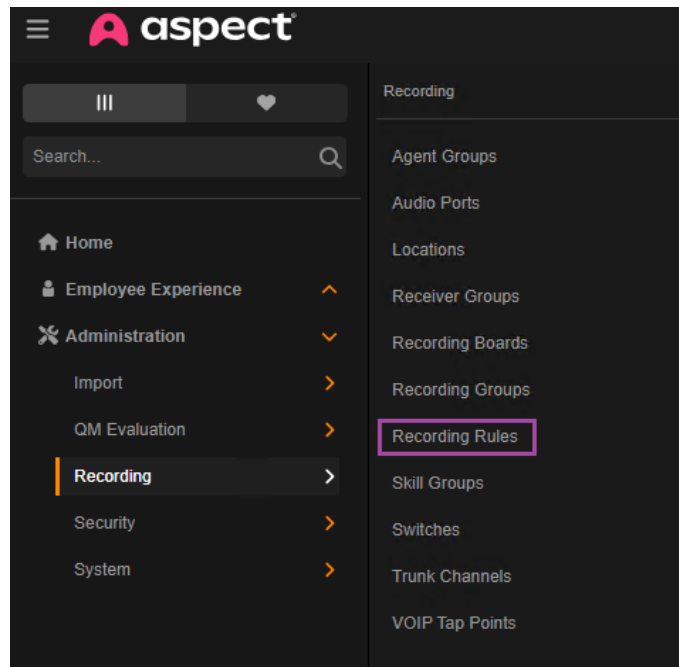 aspect
Search...
Home
Employee Experience
Administration
Import
QM Evaluation
Recording
Security
System
Recording
Agent Groups
Audio Ports
Locations
Receiver Groups
Recording Boards
Recording Groups
Recording Rules
Skill Groups
Switches
Trunk Channels
VOIP Tap Points